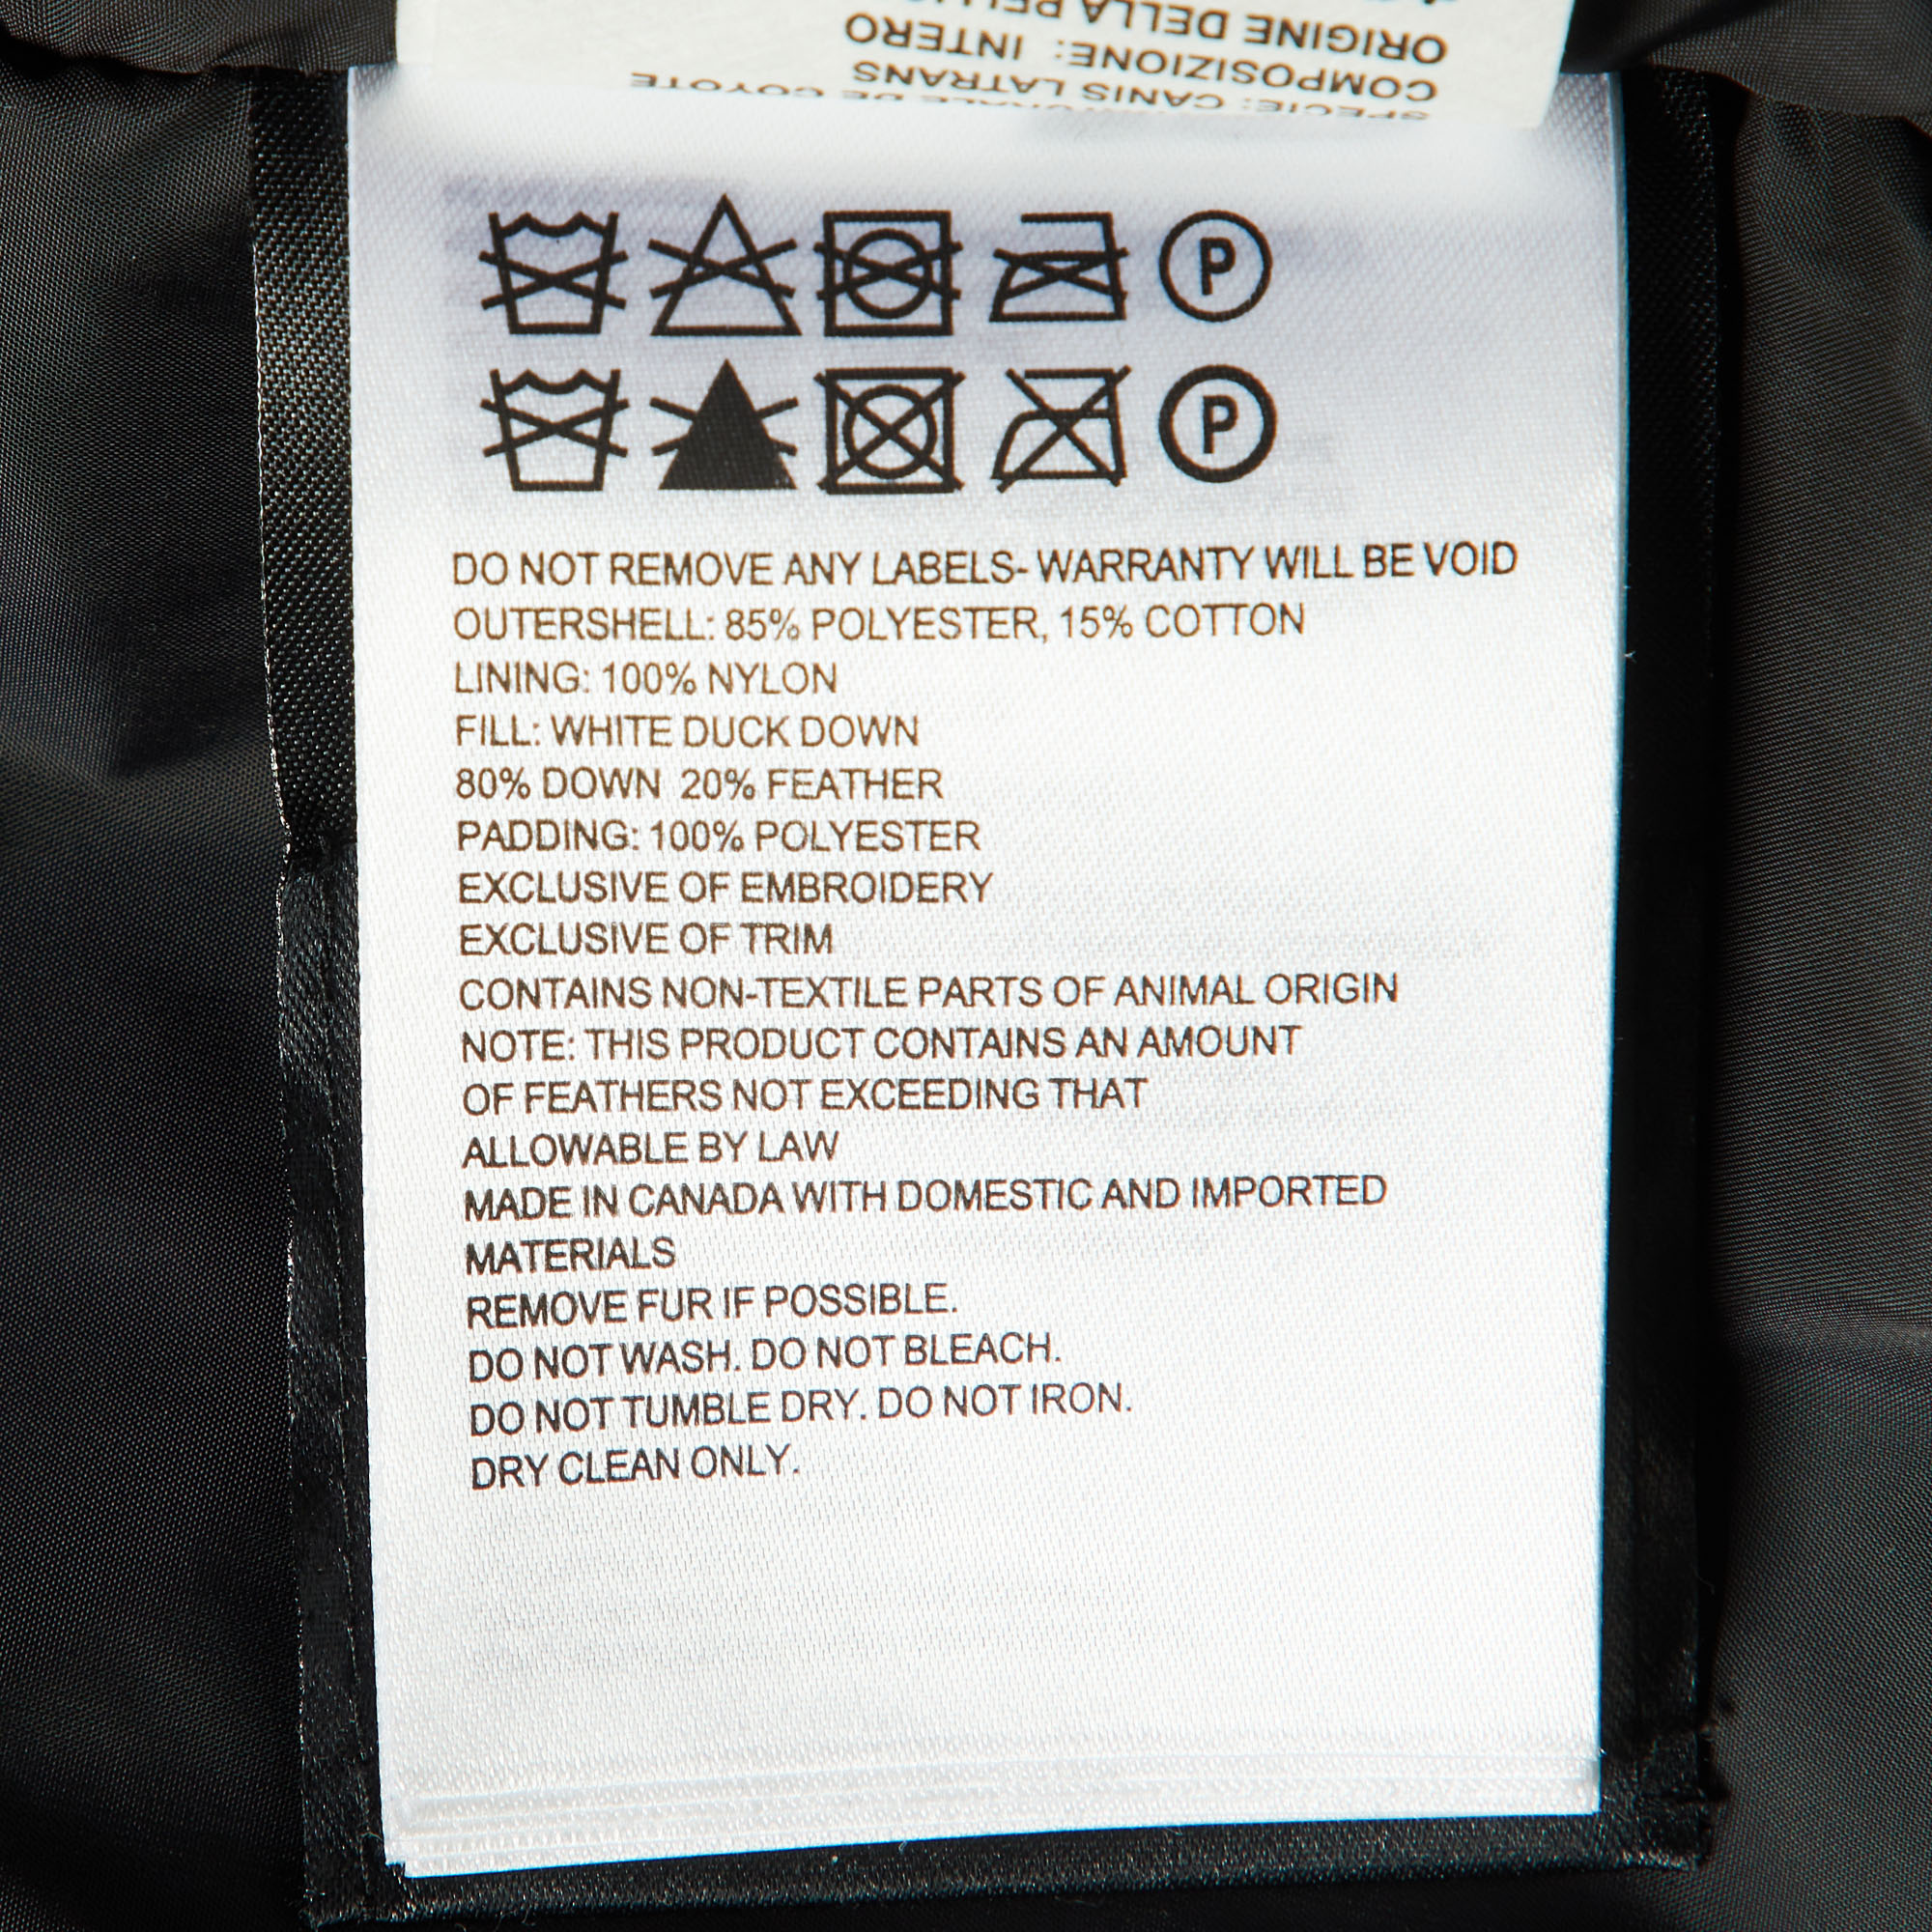 ORIGINE DELLA
COMPOSIZIONE: INTERO
SPECIE: CANIS LATRANS
DE COYOTE
P
P
DO NOT REMOVE ANY LABELS- WARRANTY WILL BE VOID
OUTERSHELL: 85% POLYESTER, 15% COTTON
LINING: 100% NYLON
FILL: WHITE DUCK DOWN
80% DOWN 20% FEATHER
PADDING: 100% POLYESTER
EXCLUSIVE OF EMBROIDERY
EXCLUSIVE OF TRIM
CONTAINS NON-TEXTILE PARTS OF ANIMAL ORIGIN
NOTE: THIS PRODUCT CONTAINS AN AMOUNT
OF FEATHERS NOT EXCEEDING THAT
ALLOWABLE BY LAW
MADE IN CANADA WITH DOMESTIC AND IMPORTED
MATERIALS
REMOVE FUR IF POSSIBLE.
DO NOT WASH. DO NOT BLEACH.
DO NOT TUMBLE DRY. DO NOT IRON.
DRY CLEAN ONLY.